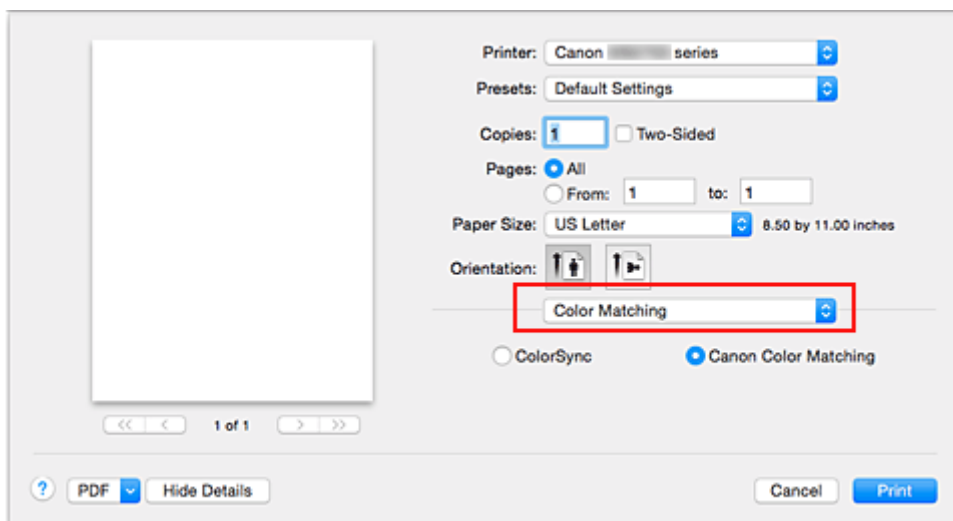 Printer: Canon series
Presets: Default Settings
Copies: 1 Two-Sided
Pages: All
From: 1 to: 1
Paper Size: US Letter 8.50 by 11.00 inches
Orientation:
Color Matching
ColorSync Canon Color Matching
<< < 1 of 1 > >>
? PDF Hide Details Cancel Print